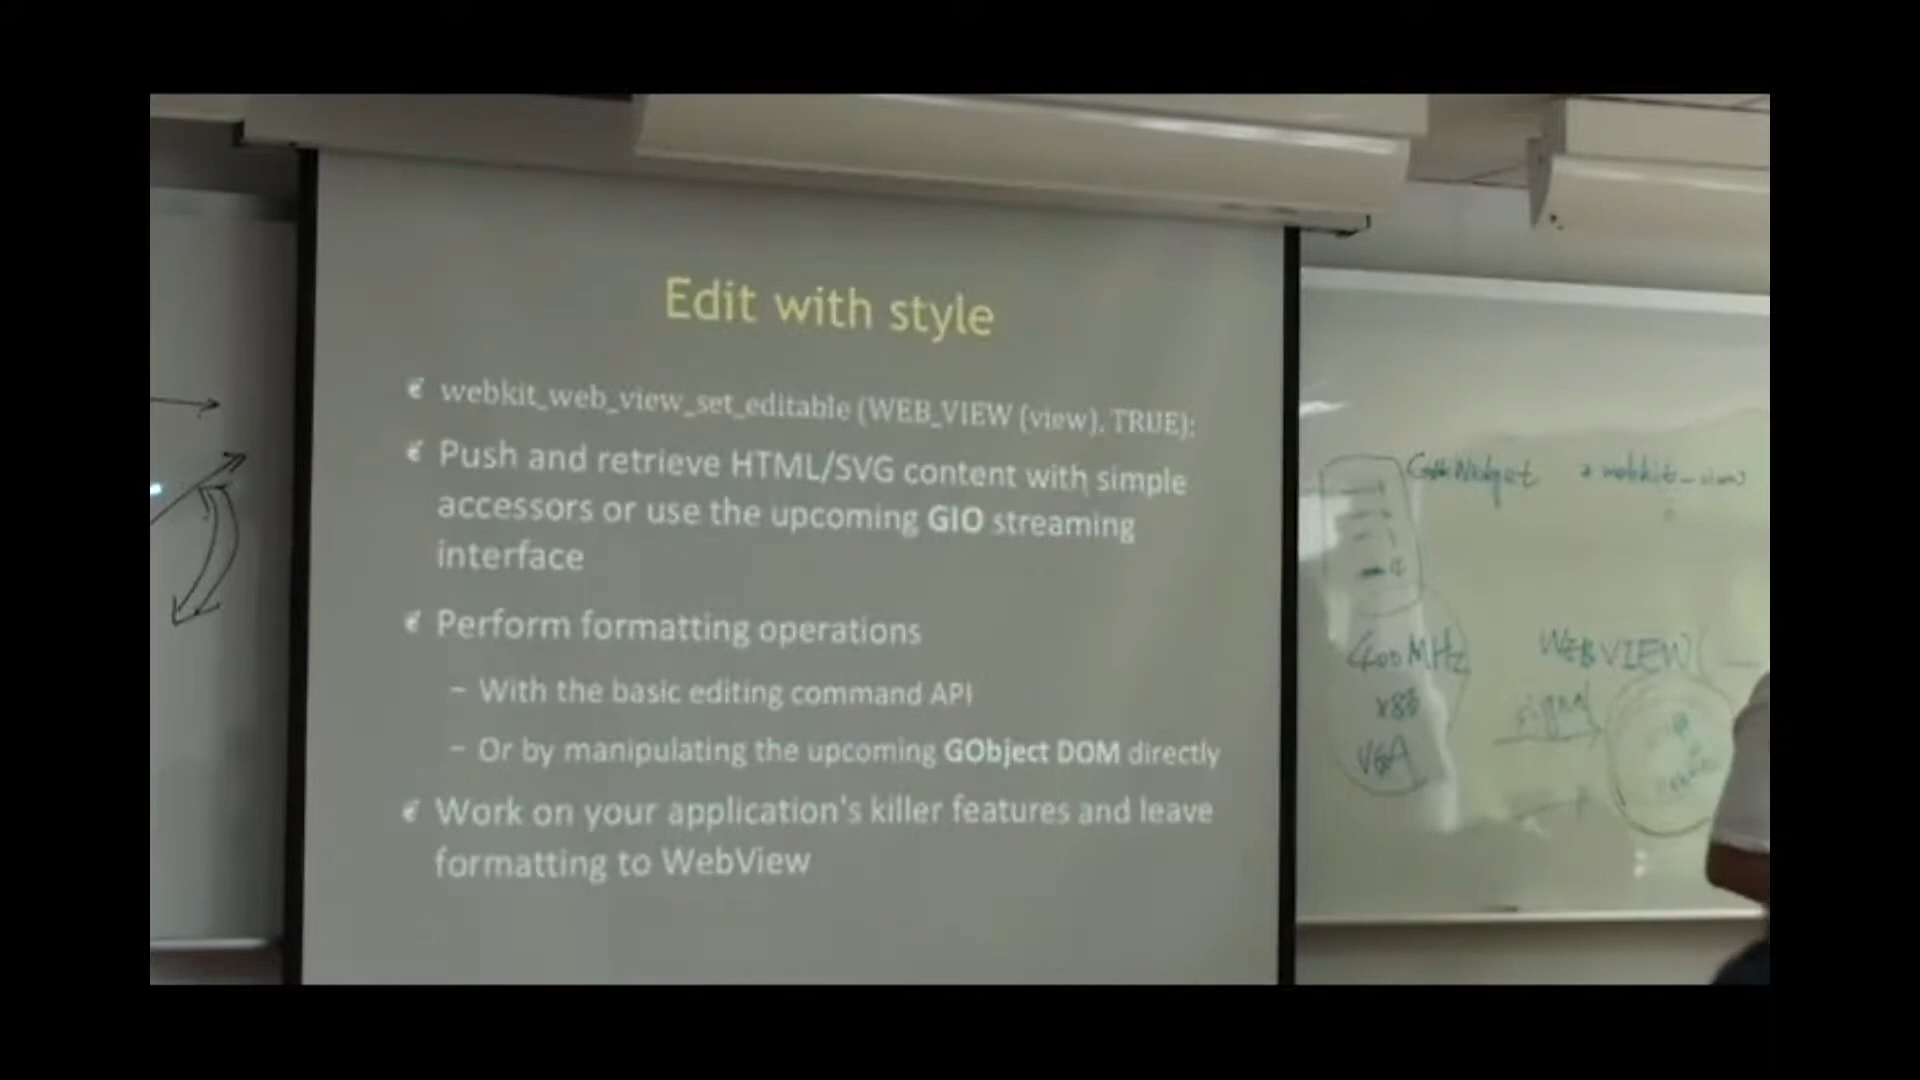 Edit with style
webkit_web_view_set_editable (WEB_VIEW (view), TRUE);
Push and retrieve HTML/SVG content with simple
accessors or use the upcoming GIO streaming
interface
Perform formatting operations
– With the basic editing command API
– Or by manipulating the upcoming GObject DOM directly
Work on your application's killer features and leave
formatting to WebView
GtkWidget * webkit_view
400 MHz
x86
VGA
WEBVIEW(
signal